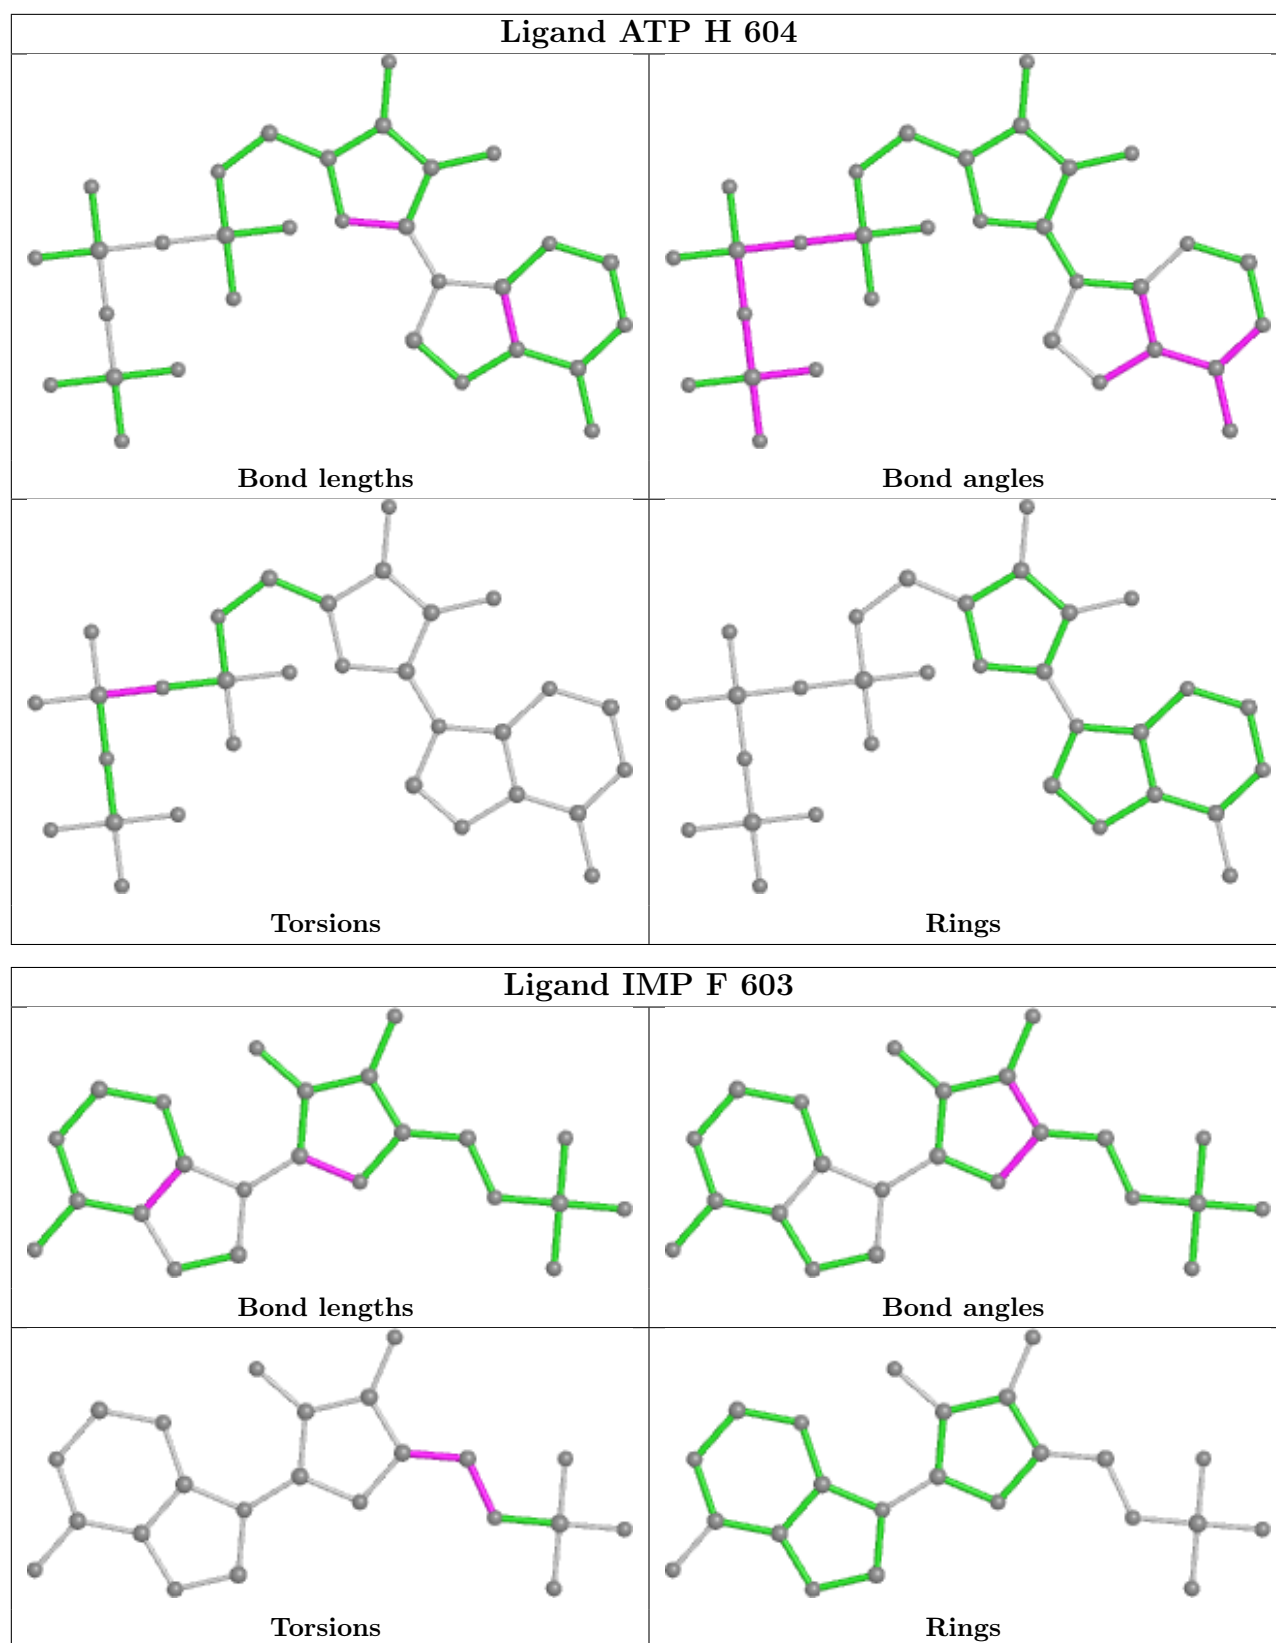 Ligand ATP H 604
Bond lengths
Bond angles
Torsions
Rings
Ligand IMP F 603
Bond lengths
Bond angles
Torsions
Rings